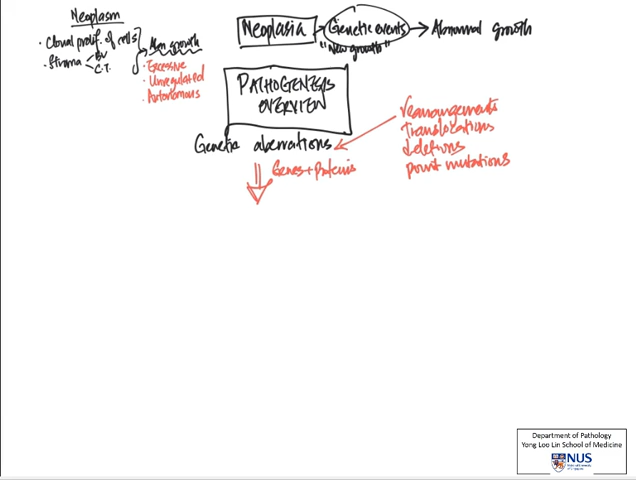 Neoplasm
· Clonal prolif. of cells
· Stroma < BV
C.T.
Abn growth
· Excessive
· Unregulated
· Autonomous
Neoplasia → Genetic events → Abnormal growth
"New growth"
PATHOGENESIS
OVERVIEW
Genetic aberrations
rearrangements
translocations
deletions
point mutations
Genes + Proteins
Department of Pathology
Yong Loo Lin School of Medicine
NUS